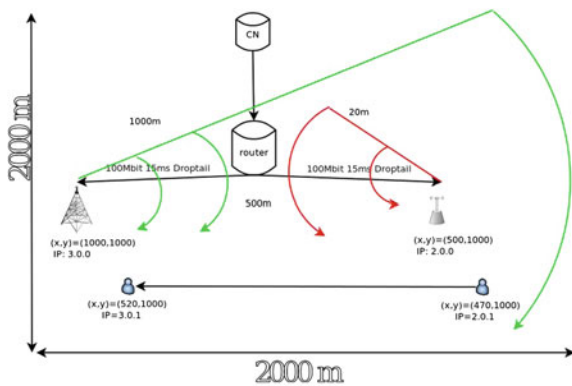 CN
1000m
20m
router
100Mbit 15ms Droptail
100Mbit 15ms Droptail
500m
2000 m
(x,y)=(1000,1000)
IP: 3.0.0
(x,y)=(500,1000)
IP: 2.0.0
(x,y)=(520,1000)
IP=3.0.1
(x,y)=(470,1000)
IP=2.0.1
2000 m